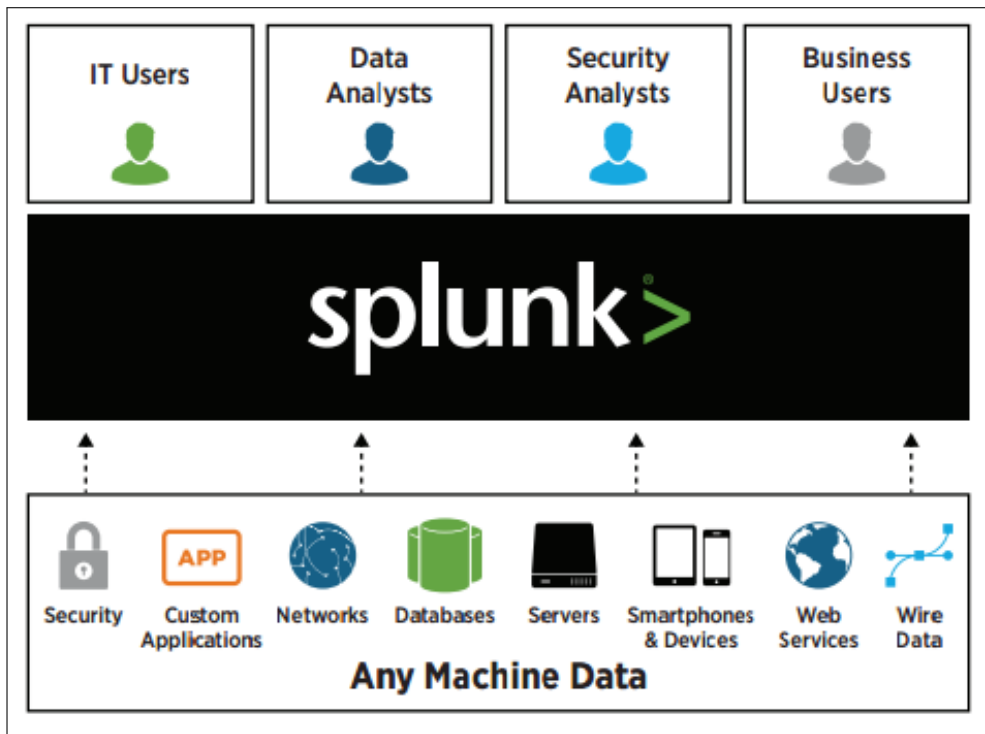 IT Users
Data
Analysts
Security
Analysts
Business
Users
splunk>
®
APP
Security
Custom
Applications
Networks
Databases
Servers
Smartphones
& Devices
Web
Services
Wire
Data
Any Machine Data